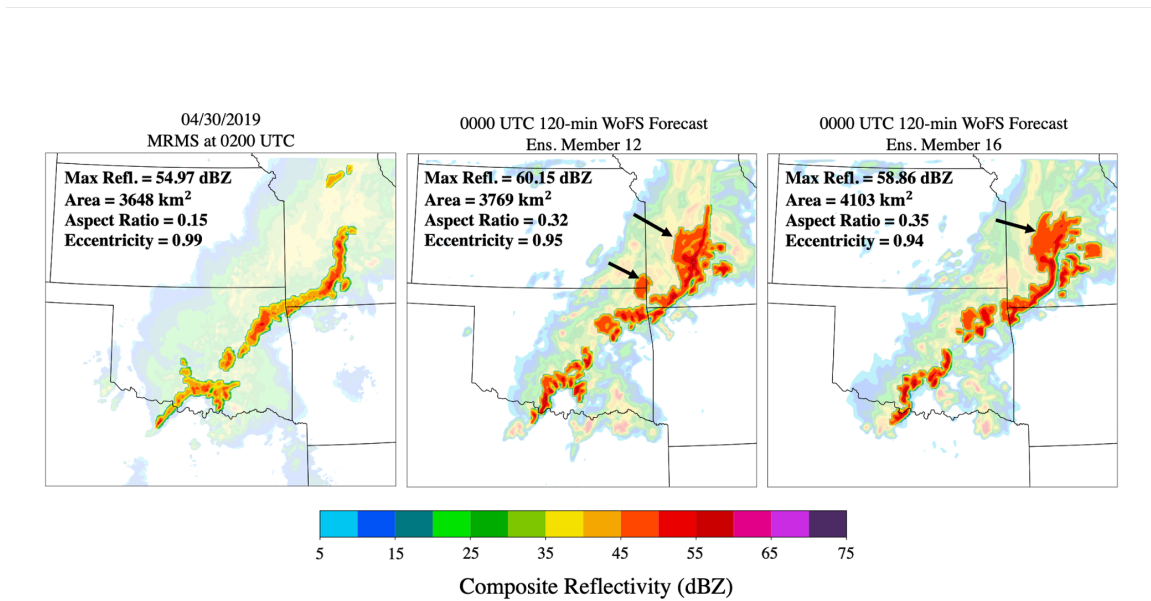 04/30/2019
MRMS at 0200 UTC
Max Refl. = 54.97 dBZ
Area = 3648 km²
Aspect Ratio = 0.15
Eccentricity = 0.99
0000 UTC 120-min WoFS Forecast
Ens. Member 12
Max Refl. = 60.15 dBZ
Area = 3769 km²
Aspect Ratio = 0.32
Eccentricity = 0.95
0000 UTC 120-min WoFS Forecast
Ens. Member 16
Max Refl. = 58.86 dBZ
Area = 4103 km²
Aspect Ratio = 0.35
Eccentricity = 0.94
5 15 25 35 45 55 65 75
Composite Reflectivity (dBZ)